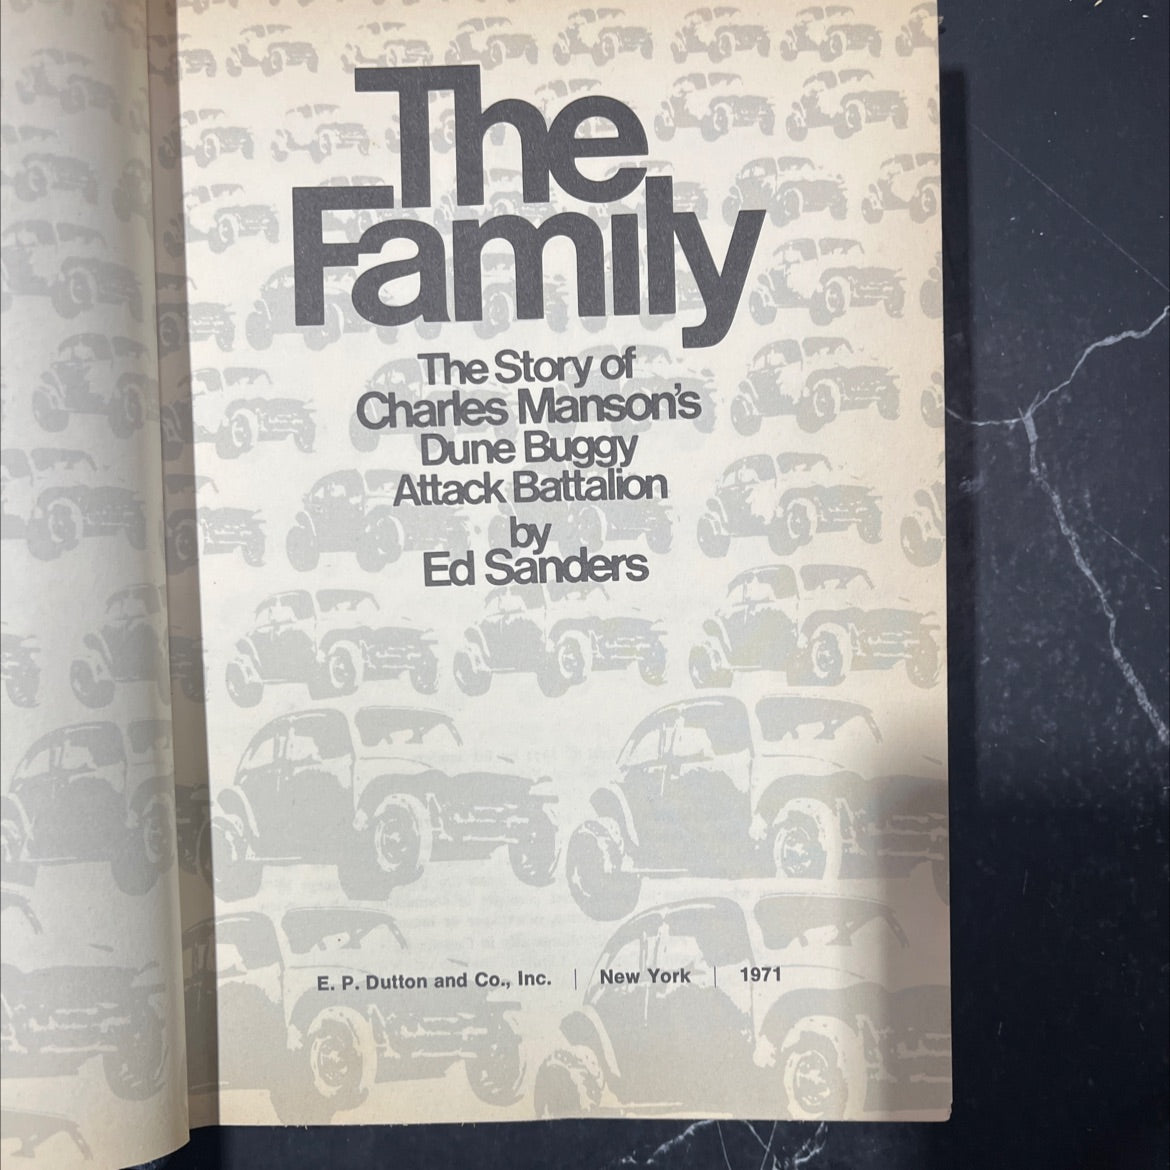 The
Family
The Story of
Charles Manson's
Dune Buggy
Attack Battalion
by
Ed Sanders
E. P. Dutton and Co., Inc. | New York | 1971